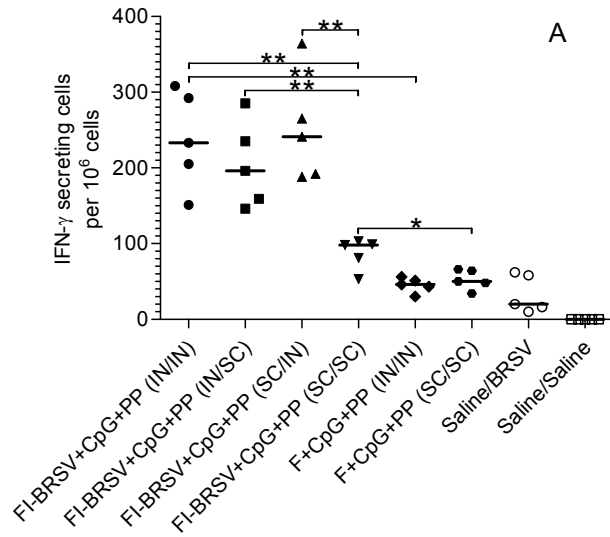 A
400
300
200
100
0
IFN-γ secreting cells
per 10⁶ cells
**
**
**
**
*
FI-BRSV+CpG+PP (IN/IN)
FI-BRSV+CpG+PP (IN/SC)
FI-BRSV+CpG+PP (SC/IN)
FI-BRSV+CpG+PP (SC/SC)
F+CpG+PP (IN/IN)
F+CpG+PP (SC/SC)
Saline/BRSV
Saline/Saline